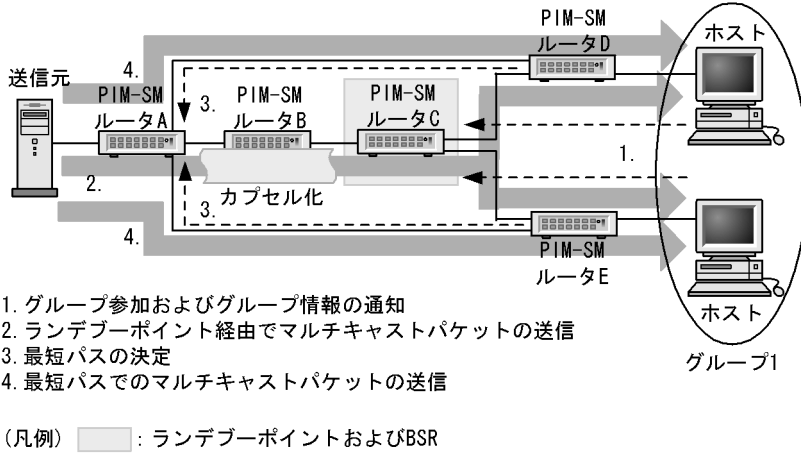 PIM-SM
ルータD
ホスト
4.
送信元
PIM-SM
ルータA
3.
PIM-SM
ルータB
PIM-SM
ルータC
1.
2.
カプセル化
3.
4.
PIM-SM
ルータE
ホスト
グループ1
1. グループ参加およびグループ情報の通知
2. ランデブーポイント経由でマルチキャストパケットの送信
3. 最短パスの決定
4. 最短パスでのマルチキャストパケットの送信
(凡例) : ランデブーポイントおよびBSR